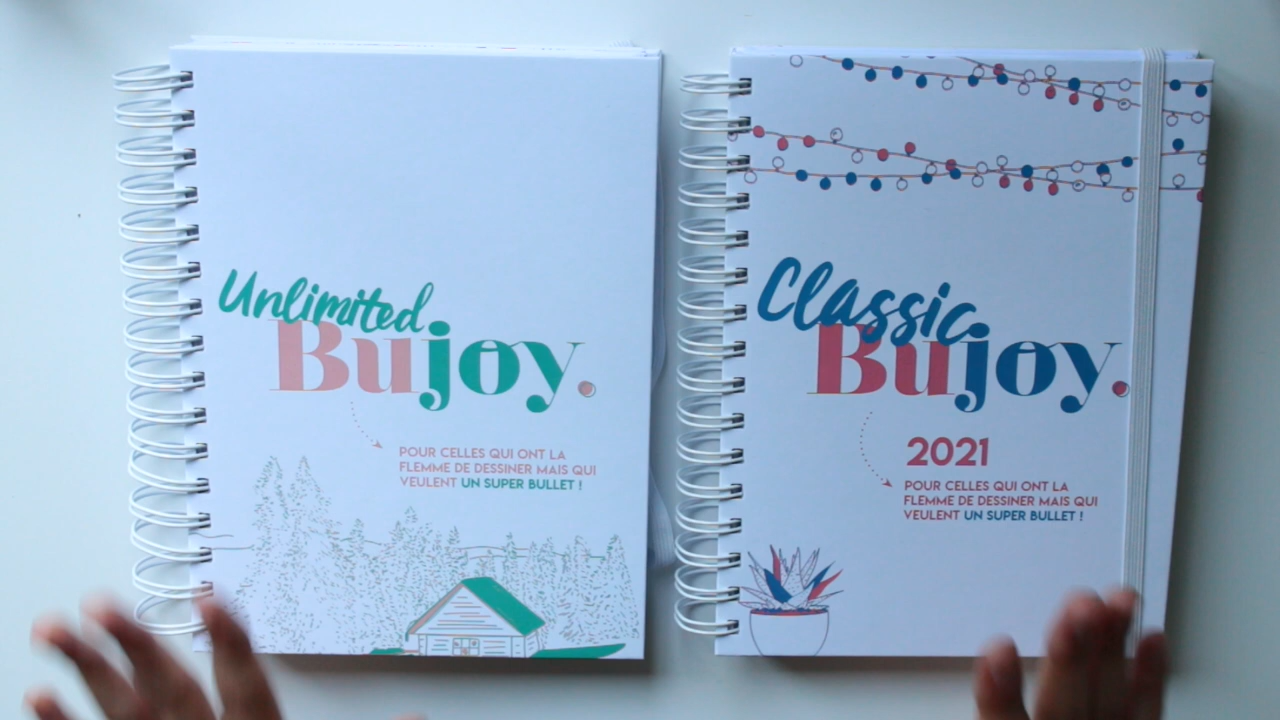 Unlimited
Bujoy.
POUR CELLES QUI ONT LA
FLEMME DE DESSINER MAIS QUI
VEULENT UN SUPER BULLET !
Classic
Bujoy.
2021
POUR CELLES QUI ONT LA
FLEMME DE DESSINER MAIS QUI
VEULENT UN SUPER BULLET !